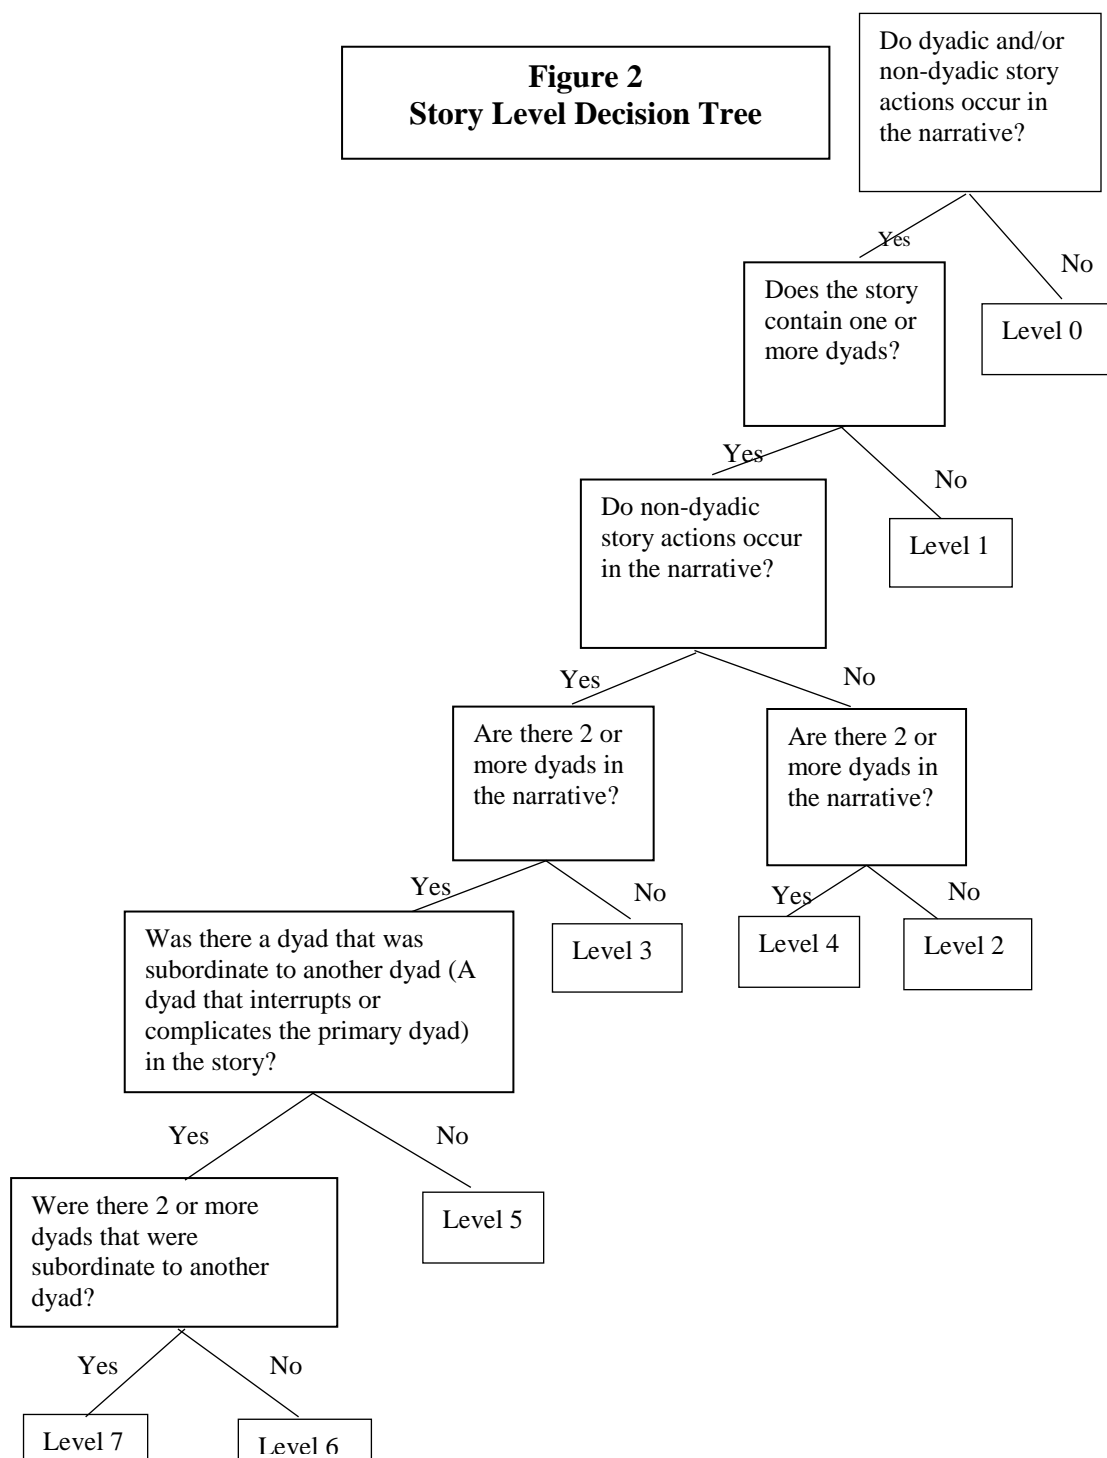 Figure 2
Story Level Decision Tree
Do dyadic and/or
non-dyadic story
actions occur in
the narrative?
Yes
No
Does the story
contain one or
more dyads?
Level 0
Yes
No
Do non-dyadic
story actions occur
in the narrative?
Level 1
Yes
No
Are there 2 or
more dyads in
the narrative?
Are there 2 or
more dyads in
the narrative?
Yes
No
Yes
No
Was there a dyad that was
subordinate to another dyad (A
dyad that interrupts or
complicates the primary dyad)
in the story?
Level 3
Level 4
Level 2
Yes
No
Were there 2 or more
dyads that were
subordinate to another
dyad?
Level 5
Yes
No
Level 7
Level 6